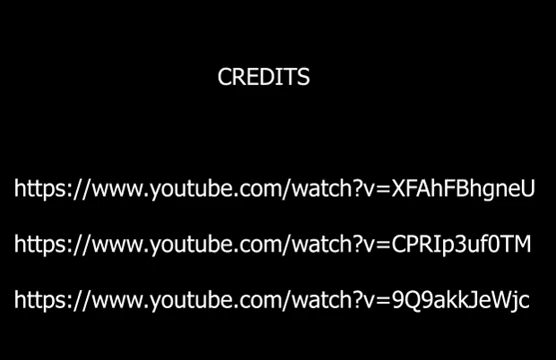 CREDITS
https://www.youtube.com/watch?v=XFAhFBhgneU
https://www.youtube.com/watch?v=CPRIp3uf0TM
https://www.youtube.com/watch?v=9Q9akkJeWjc